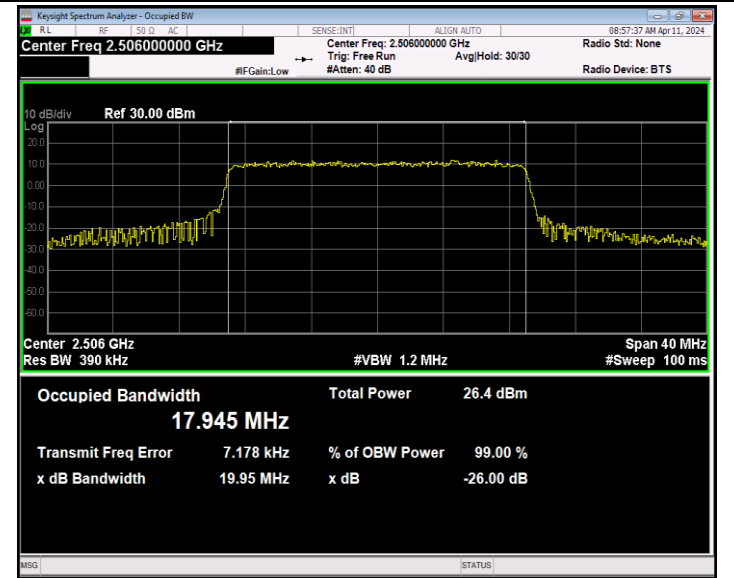 Keysight Spectrum Analyzer - Occupied BW
RL RF 50 Ω AC SENSE:INT ALIGN AUTO 08:57:37 AM Apr 11, 2024
Center Freq 2.506000000 GHz Center Freq: 2.506000000 GHz Radio Std: None
Trig: Free Run Avg|Hold: 30/30
#IFGain:Low #Atten: 40 dB Radio Device: BTS
10 dB/div Ref 30.00 dBm
Log
20.0
10.0
0.00
-10.0
-20.0
-30.0
-40.0
-50.0
-60.0
Center 2.506 GHz Span 40 MHz
Res BW 390 kHz #VBW 1.2 MHz #Sweep 100 ms
Occupied Bandwidth Total Power 26.4 dBm
17.945 MHz
Transmit Freq Error 7.178 kHz % of OBW Power 99.00 %
x dB Bandwidth 19.95 MHz x dB -26.00 dB
MSG STATUS